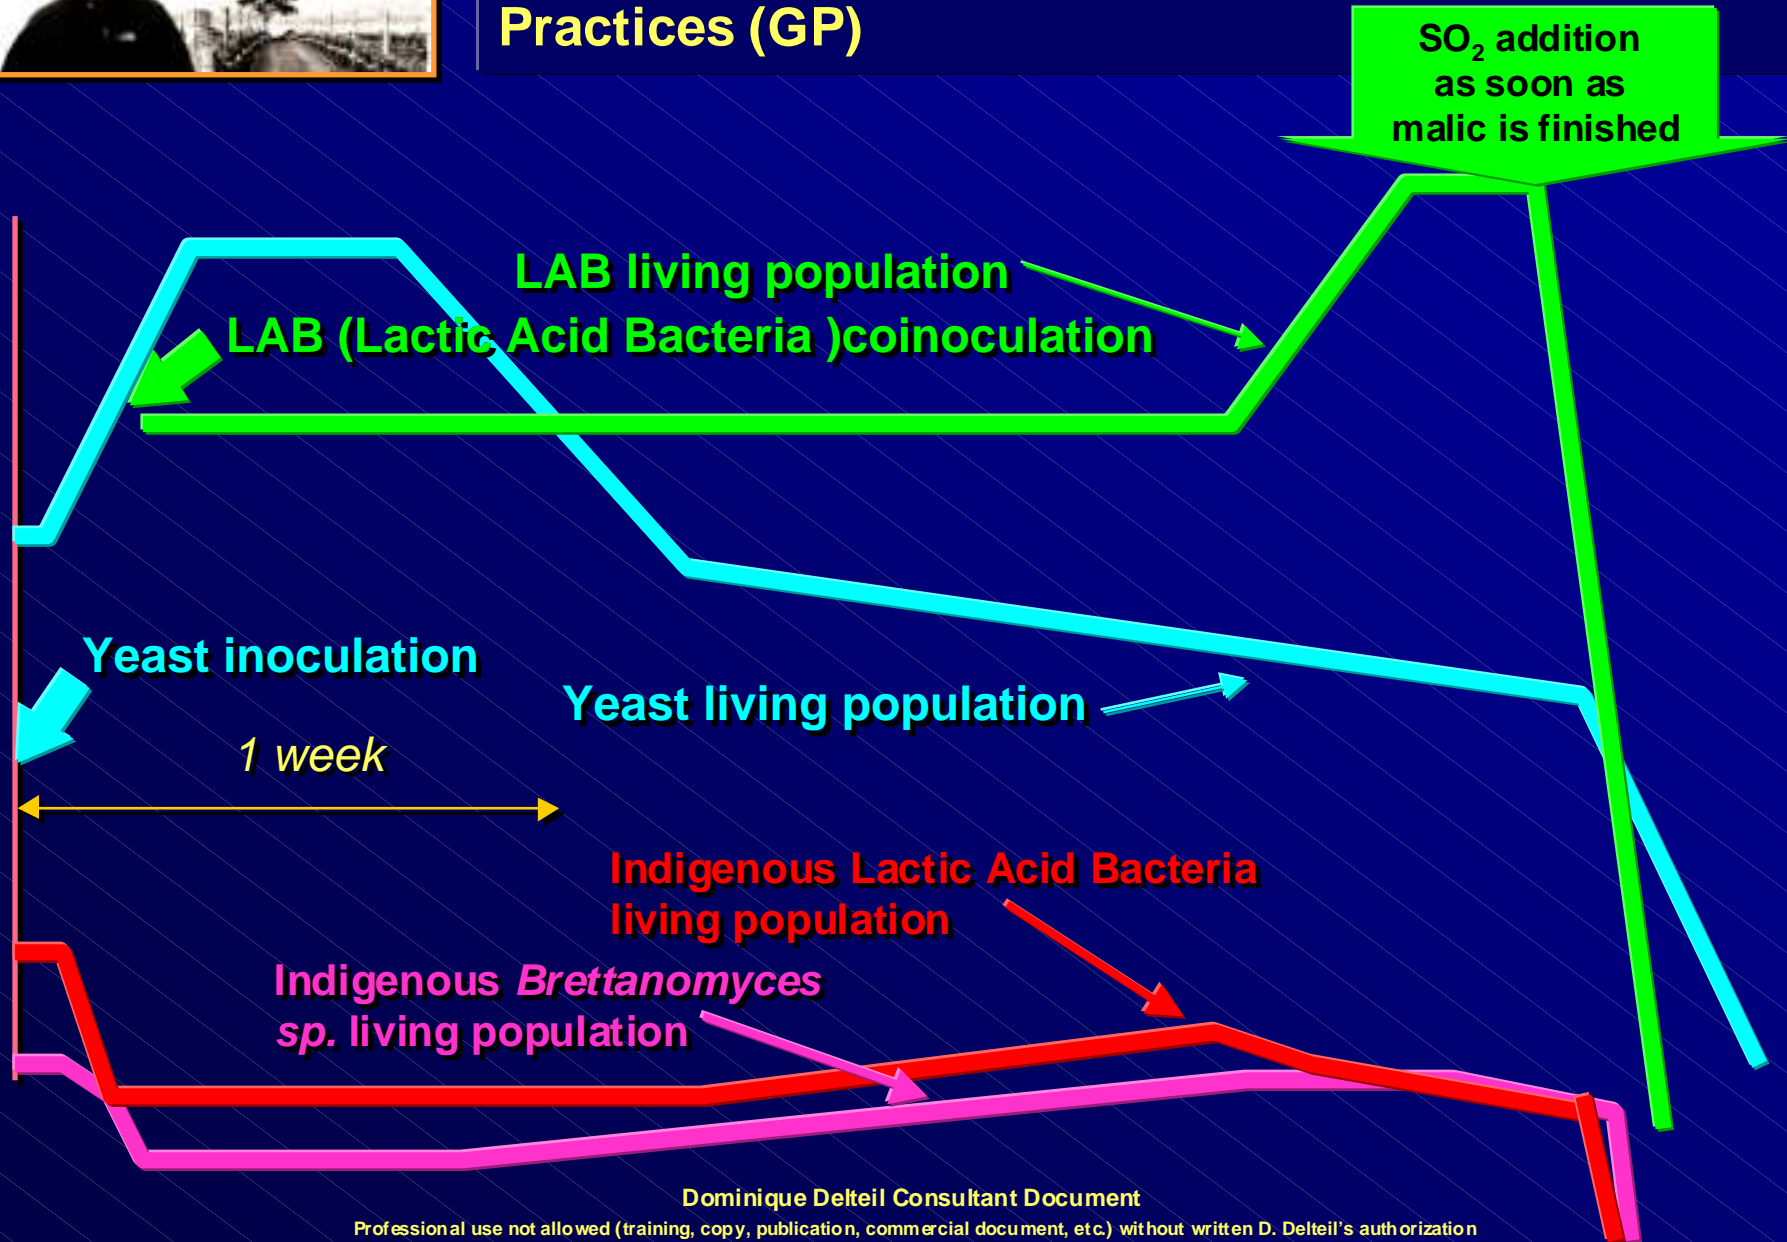 Practices (GP)
SO₂ addition
as soon as
malic is finished
LAB living population
LAB (Lactic Acid Bacteria )coinoculation
Yeast inoculation
Yeast living population
1 week
Indigenous Lactic Acid Bacteria
living population
Indigenous Brettanomyces
sp. living population
Dominique Delteil Consultant Document
Professional use not allowed (training, copy, publication, commercial document, etc.) without written D. Delteil's authorization